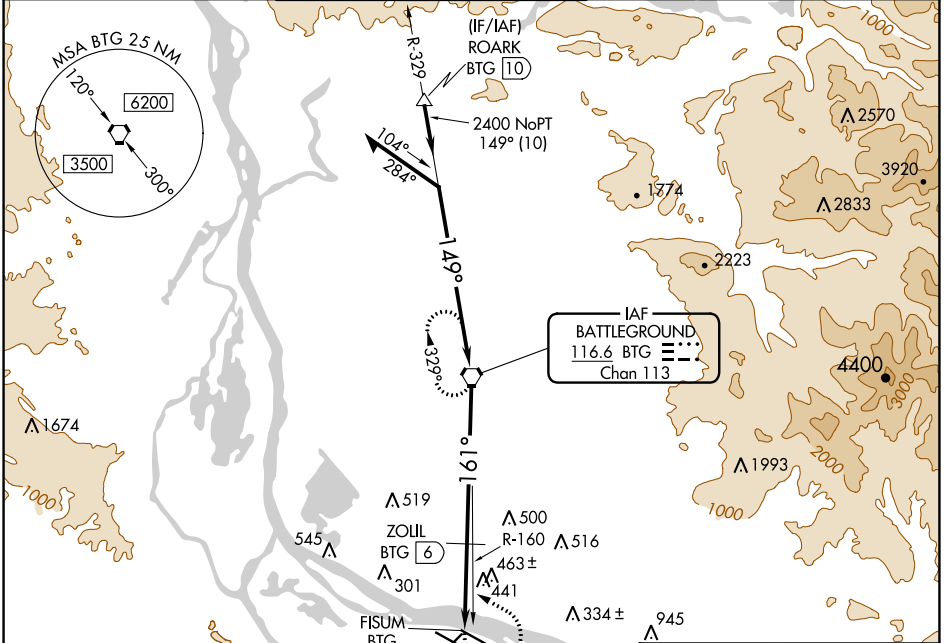 MSA BTG 25 NM
120°
6200
3500
300°
R-329
(IF/IAF)
ROARK
BTG 10
2400 NoPT
149° (10)
104°
284°
149°
329°
IAF
BATTLEGROUND
116.6 BTG
Chan 113
161°
R-160
ZOLIL
BTG 6
FISUM
BTG
1000
2570
3920
2833
1774
2223
4400
3000
2000
1993
1000
1674
1000
519
500
545
516
463 ±
301
441
334 ±
945